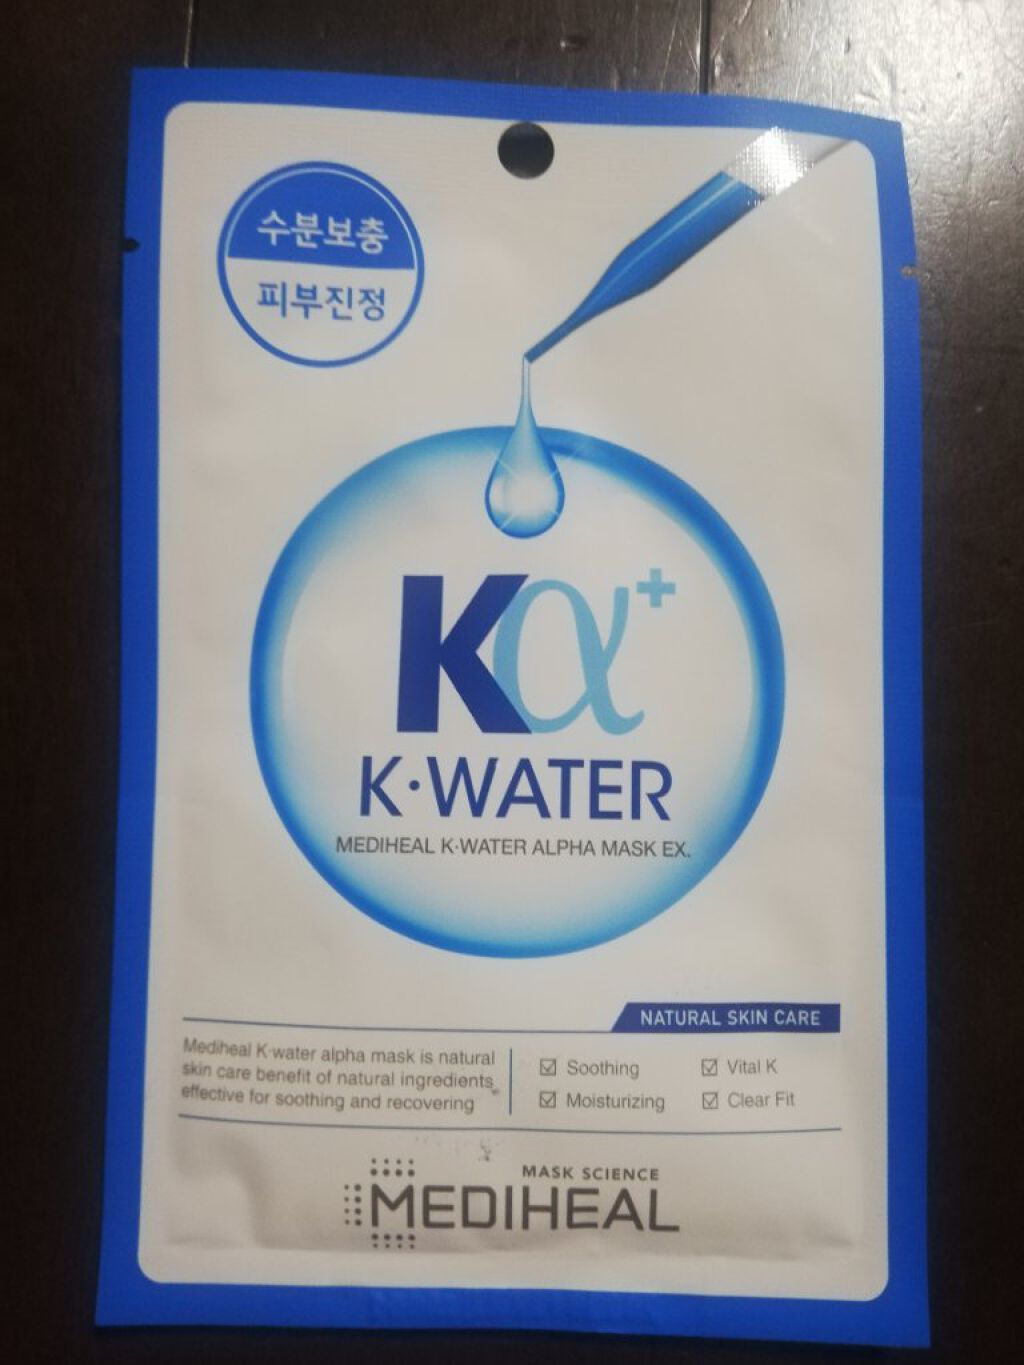 수분보충
피부진정
Kα+
K·WATER
MEDIHEAL K·WATER ALPHA MASK EX.
NATURAL SKIN CARE
Mediheal K-water alpha mask is natural
skin care benefit of natural ingredients
effective for soothing and recovering
☑ Soothing
☑ Vital K
☑ Moisturizing
☑ Clear Fit
MASK SCIENCE
MEDIHEAL